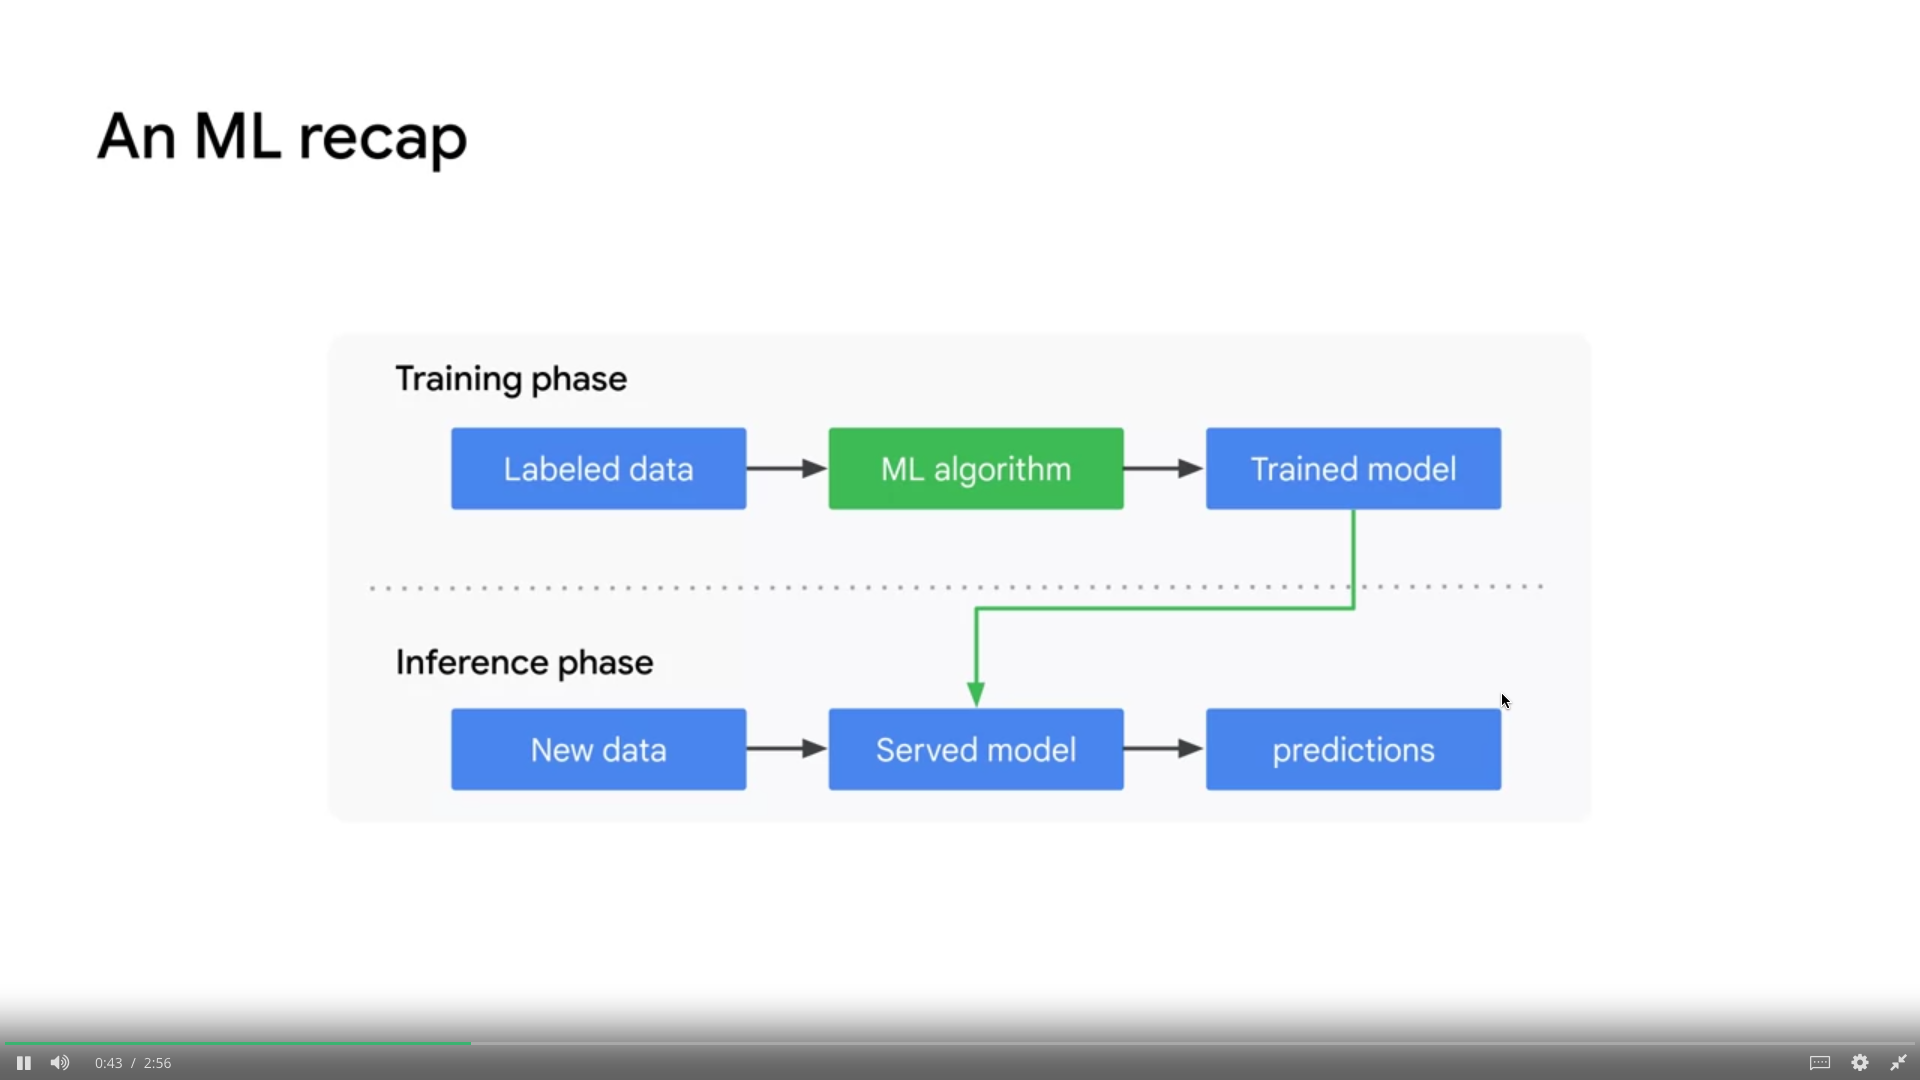 An ML recap
Training phase
Labeled data
ML algorithm
Trained model
Inference phase
New data
Served model
predictions
0:43 / 2:56